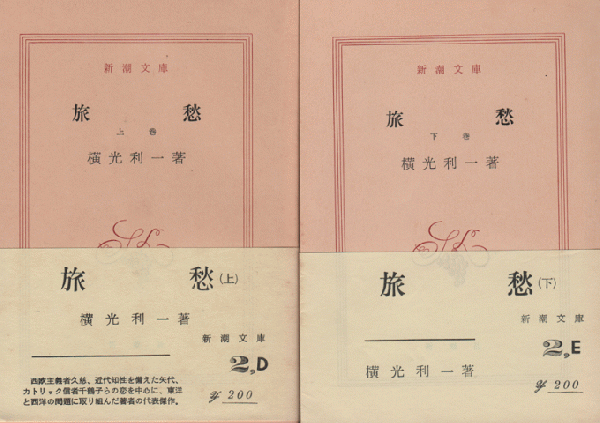 新潮文庫
旅愁
上巻
横光利一著
旅愁(上)
横光利一著
新潮文庫
2,D
西欧主義者久慈、近代知性を備えた矢代、
カトリック信者千鶴子らの恋を中心に、東洋
と西洋の問題に取り組んだ著者の代表傑作。
¥200
新潮文庫
旅愁
下巻
横光利一著
旅愁(下)
新潮文庫
2,E
横光利一著
¥200